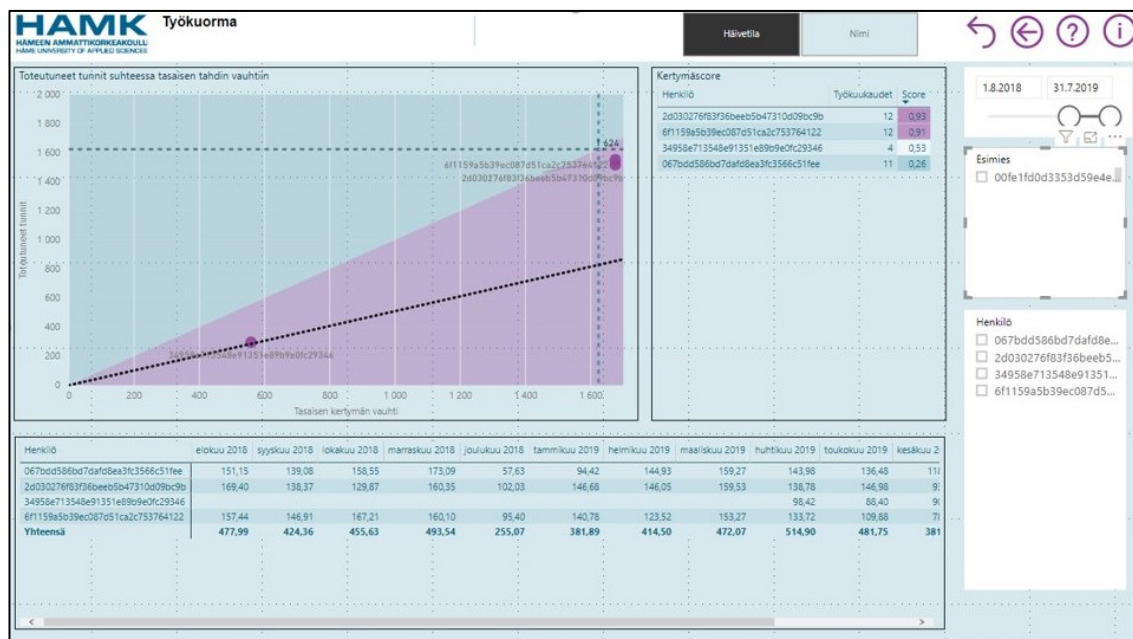 HAMK
HÄMEEN AMMATTIKORKEAKOULU
HÄME UNIVERSITY OF APPLIED SCIENCES
Työkuorma
Häivetila
Nimi
Toteutuneet tunnit suhteessa tasaisen tahdin vauhtiin
Toteutuneet tunnit
2 000
1 800
1 600
1 400
1 200
1 000
800
600
400
200
0
1 624
6f1159a5b39ec087d51ca2c753764122
2d030276f83f36beeb5b47310d09bc9b
34958e713548e91351e89b9e0fc29346
0 200 400 600 800 1 000 1 200 1 400 1 600
Tasaisen kertymän vauhti
Kertymäscore
Henkilö Työkuukaudet Score
2d030276f83f36beeb5b47310d09bc9b 12 0,93
6f1159a5b39ec087d51ca2c753764122 12 0,91
34958e713548e91351e89b9e0fc29346 4 0,53
067bdd586bd7dafd8ea3fc3566c51fee 11 0,26
1.8.2018 31.7.2019
Esimies
00fe1fd0d3353d59e4e...
Henkilö
067bdd586bd7dafd8e...
2d030276f83f36beeb5...
34958e713548e91351...
6f1159a5b39ec087d5...
Henkilö elokuu 2018 syyskuu 2018 lokakuu 2018 marraskuu 2018 joulukuu 2018 tammikuu 2019 helmikuu 2019 maaliskuu 2019 huhtikuu 2019 toukokuu 2019 kesäkuu 2
067bdd586bd7dafd8ea3fc3566c51fee 151,15 139,08 158,55 173,09 57,63 94,42 144,93 159,27 143,98 136,48
2d030276f83f36beeb5b47310d09bc9b 169,40 138,37 129,87 160,35 102,03 146,68 146,05 159,53 138,78 146,98
34958e713548e91351e89b9e0fc29346 98,42 88,40
6f1159a5b39ec087d51ca2c753764122 157,44 146,91 167,21 160,10 95,40 140,78 123,52 153,27 133,72 109,88
Yhteensä 477,99 424,36 455,63 493,54 255,07 381,89 414,50 472,07 514,90 481,75 381